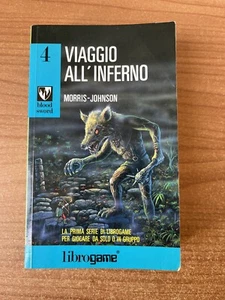 4
VIAGGIO
ALL'INFERNO
MORRIS-JOHNSON
blood
sword
LA PRIMA SERIE DI LIBROGAME
PER GIOCARE DA SOLO O IN GRUPPO
librogame®